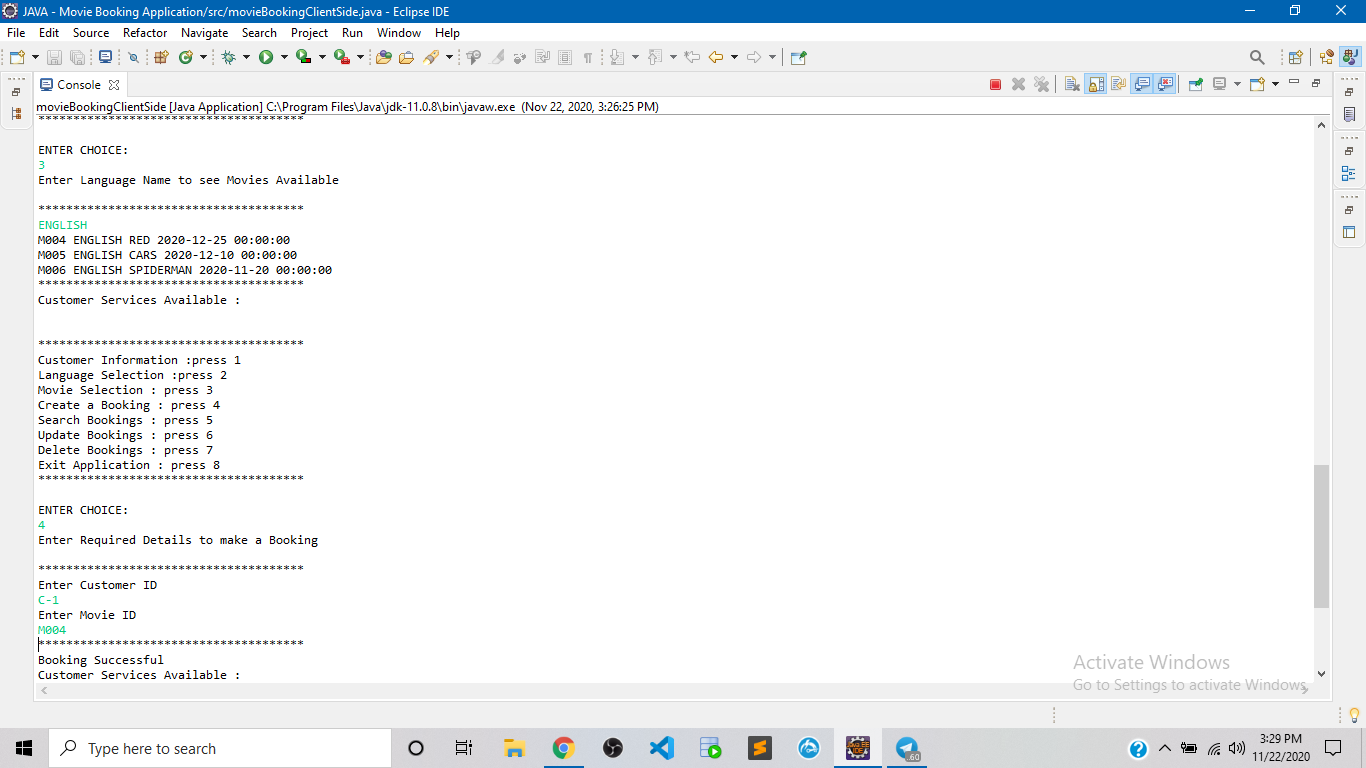 JAVA - Movie Booking Application/src/movieBookingClientSide.java - Eclipse IDE
File Edit Source Refactor Navigate Search Project Run Window Help
Console
movieBookingClientSide [Java Application] C:\Program Files\Java\jdk-11.0.8\bin\javaw.exe (Nov 22, 2020, 3:26:25 PM)
**************************************
ENTER CHOICE:
3
Enter Language Name to see Movies Available
**************************************
ENGLISH
M004 ENGLISH RED 2020-12-25 00:00:00
M005 ENGLISH CARS 2020-12-10 00:00:00
M006 ENGLISH SPIDERMAN 2020-11-20 00:00:00
**************************************
Customer Services Available :
**************************************
Customer Information :press 1
Language Selection :press 2
Movie Selection : press 3
Create a Booking : press 4
Search Bookings : press 5
Update Bookings : press 6
Delete Bookings : press 7
Exit Application : press 8
**************************************
ENTER CHOICE:
4
Enter Required Details to make a Booking
**************************************
Enter Customer ID
C-1
Enter Movie ID
M004
**************************************
Booking Successful
Customer Services Available :
Activate Windows
Go to Settings to activate Windows.
Type here to search
60
3:29 PM
11/22/2020